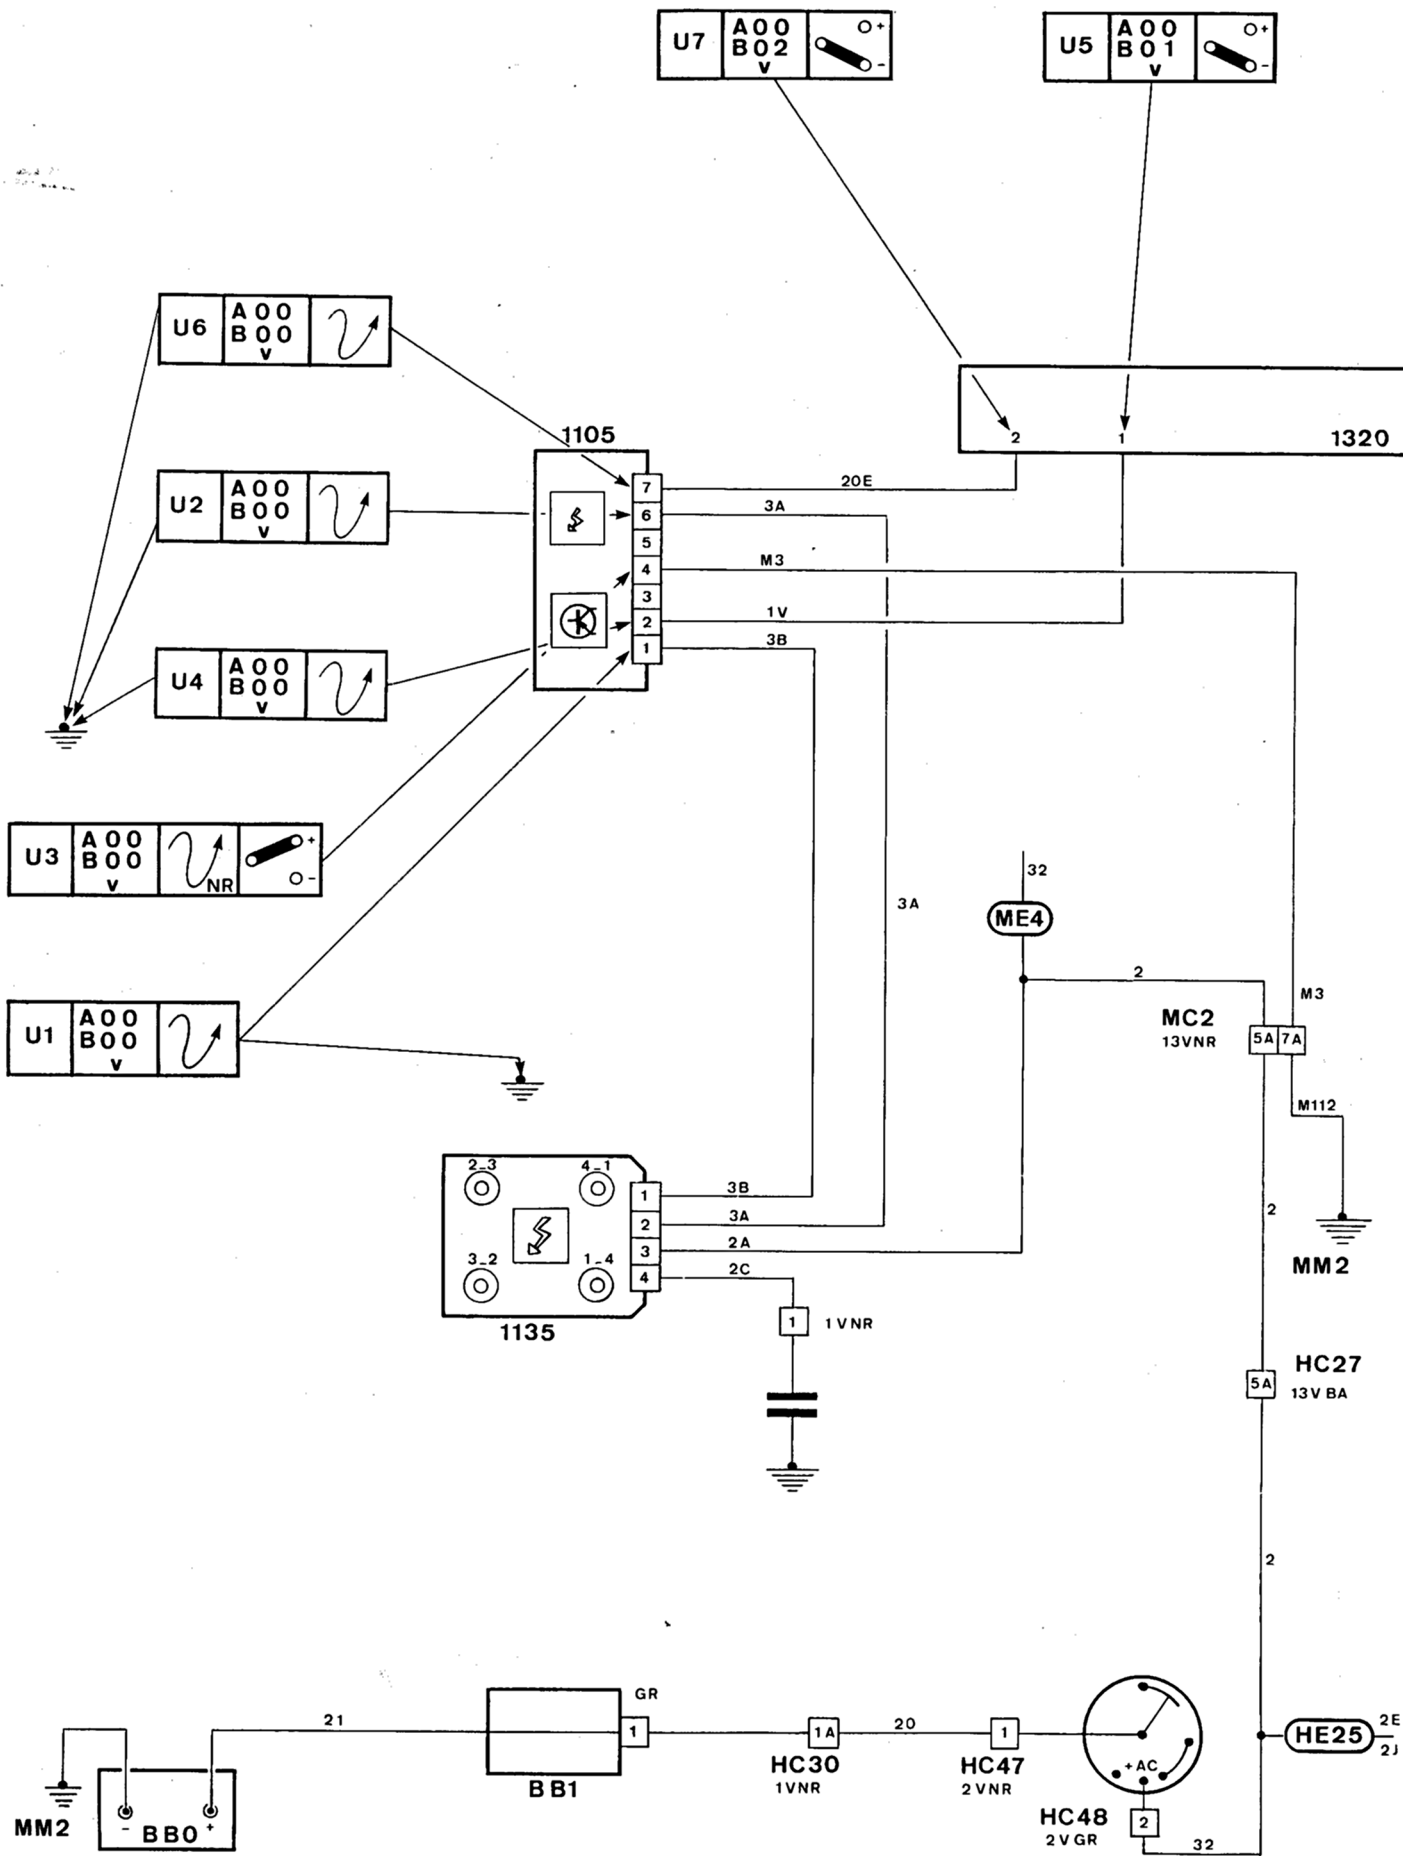 U7
A00
B02
v
+
-
U5
A00
B01
v
+
-
U6
A00
B00
v
1105
2
1
1320
U2
A00
B00
v
7
6
5
4
3
2
1
20E
3A
M3
1V
3B
U4
A00
B00
v
U3
A00
B00
v
NR
+
-
32
ME4
3A
2
M3
U1
A00
B00
v
MC2
13VNR
5A
7A
M112
2_3
4_1
3_2
1_4
1
2
3
4
3B
3A
2A
2C
2
MM2
1135
1
1VNR
HC27
13V BA
5A
2
GR
21
1
1A
20
1
HC30
1VNR
HC47
2VNR
BB1
+AC
HE25
2E
2J
HC48
2VGR
2
32
MM2
-
BB0
+